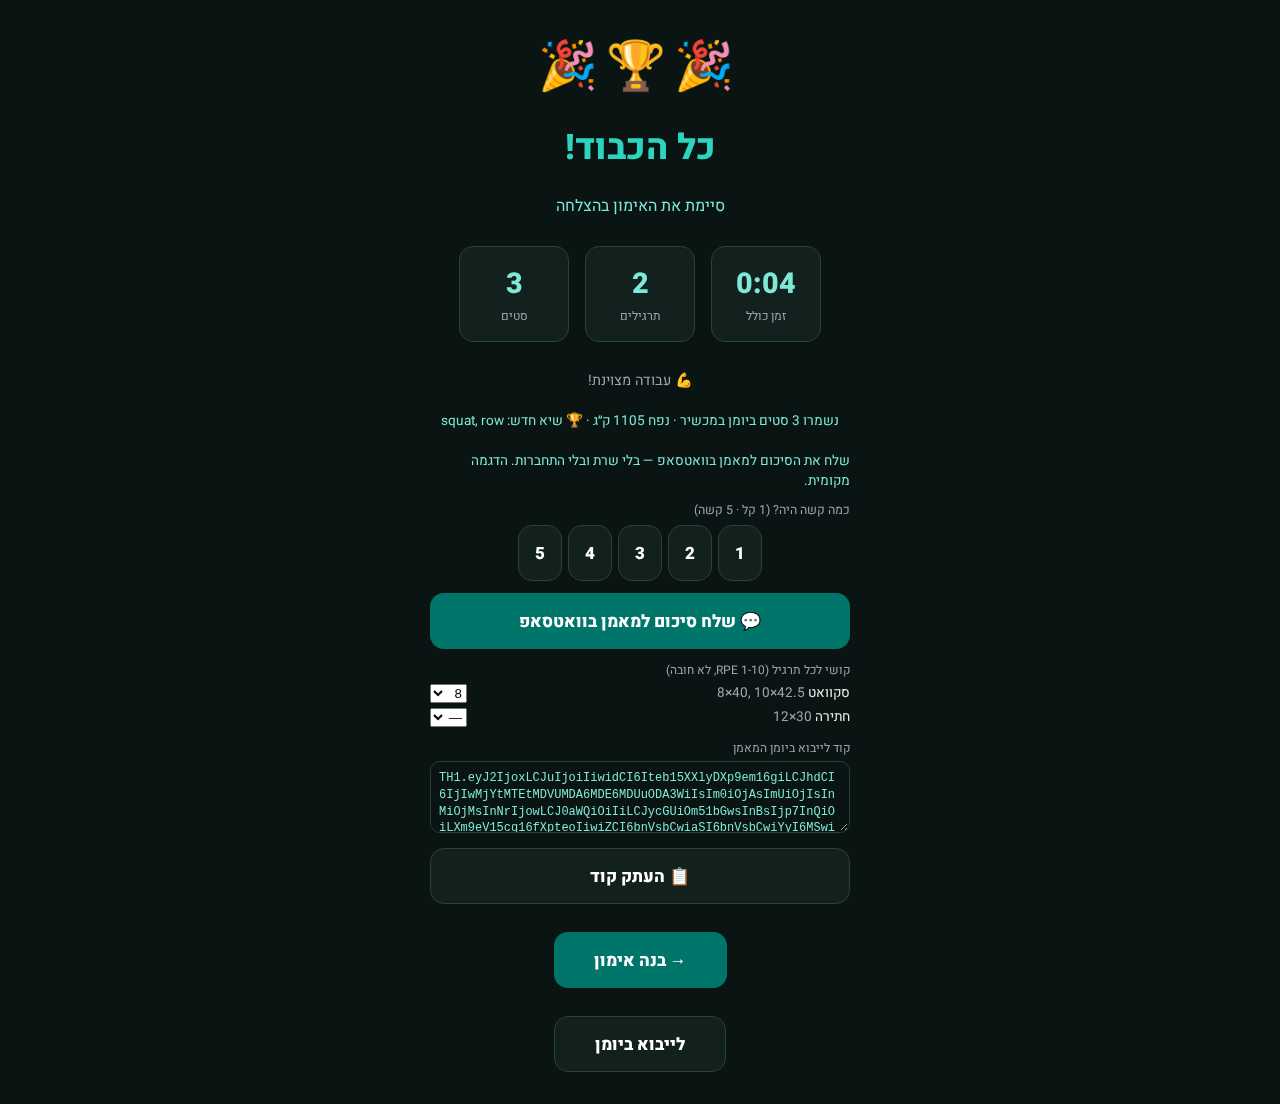 כל הכבוד!
סיימת את האימון בהצלחה
0:04
זמן כולל
2
תרגילים
3
סטים
💪 עבודה מצוינת!
נשמרו 3 סטים ביומן במכשיר · נפח 1105 ק״ג · 🏆 שיא חדש: squat, row
שלח את הסיכום למאמן בוואטסאפ — בלי שרת ובלי התחברות. הדגמה
מקומית.
כמה קשה היה? (1 קל · 5 קשה)
1 2 3 4 5
💬 שלח סיכום למאמן בוואטסאפ
קושי לכל תרגיל (RPE 1-10, לא חובה)
סקוואט 8×40, 10×42.5 8
חתירה 12×30 —
קוד לייבוא ביומן המאמן
TH1.eyJ2IjoxLCJuIjoiIiwidCI6Iteb15XXlyDXp9em16giLCJhdCI
6IjIwMjYtMTEtMDVUMDA6MDE6MDUuODA3WiIsIm0iOjAsImUiOjIsIn
MiOjMsInNrIjowLCJ0aWQiOiIiLCJycGUiOm51bGwsInBsIjp7InQiO
iLXm9eV15cg16fXpteoIiwiZCI6bnVsbCwiaSI6bnVsbCwiYyI6MSwi
📋 העתק קוד
→ בנה אימון
לייבוא ביומן